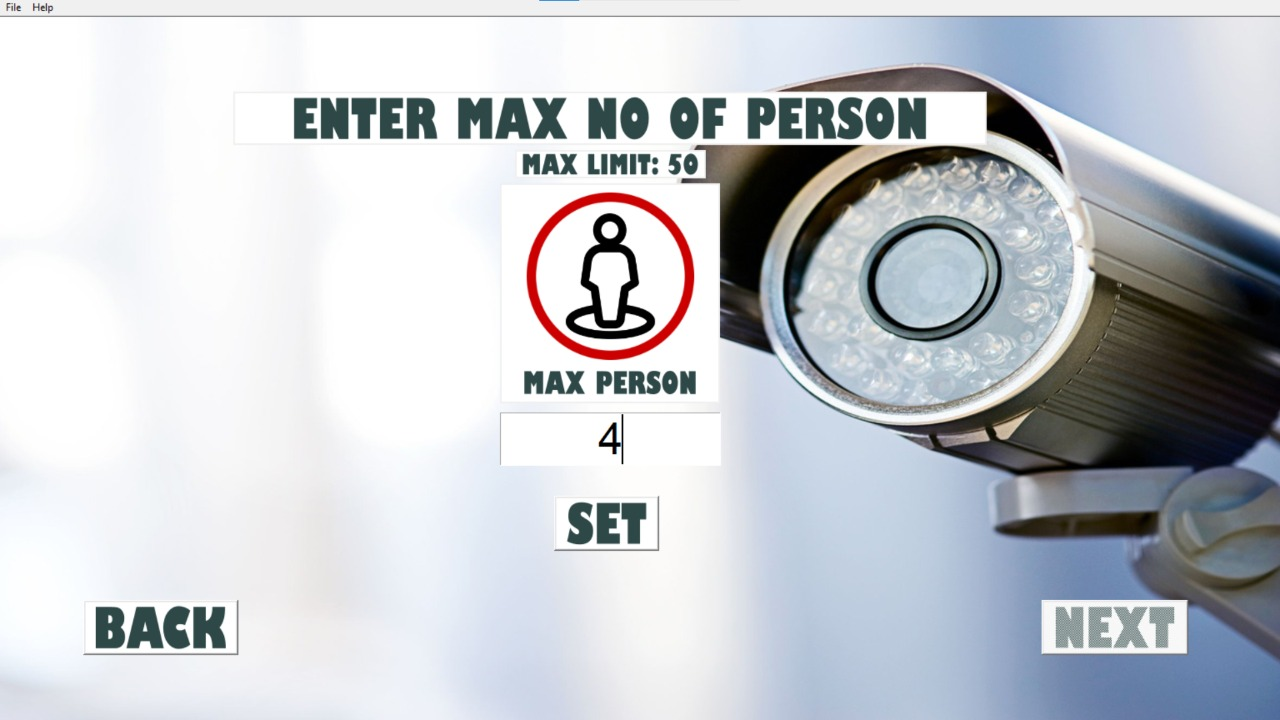 File Help
ENTER MAX NO OF PERSON
MAX LIMIT: 50
MAX PERSON
4
SET
BACK
NEXT